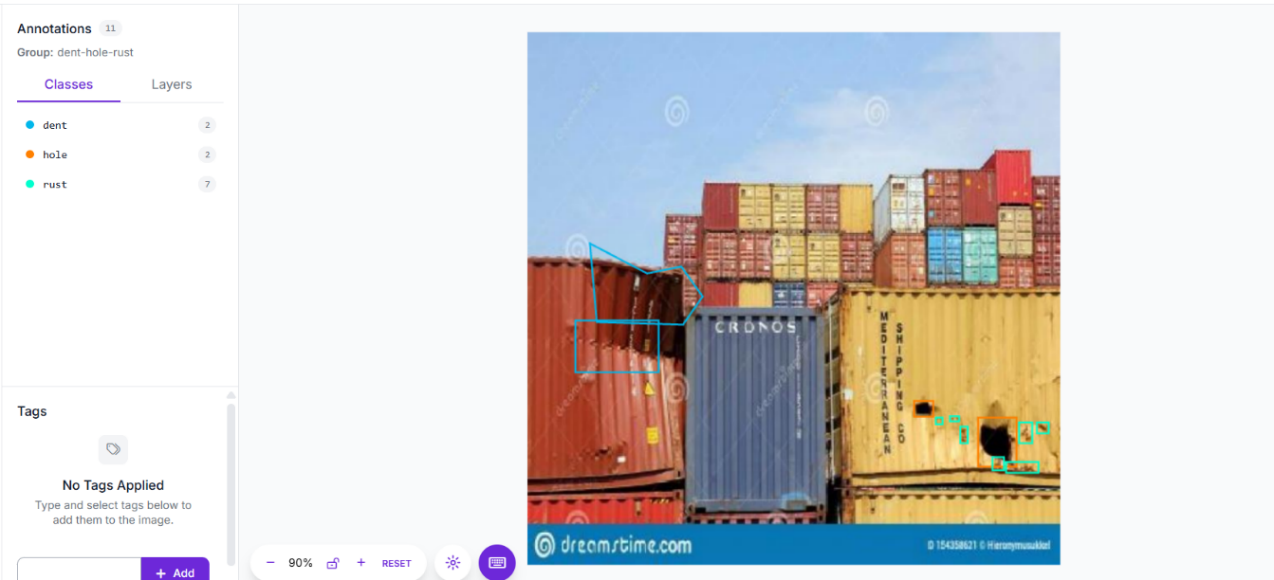 Annotations 11
Group: dent-hole-rust
Classes Layers
dent 2
hole 2
rust 7
Tags
No Tags Applied
Type and select tags below to
add them to the image.
+ Add
− 90% + RESET
CRONOS
MEDITERRANEAN
SHIPPING CO
dreamstime.com
D 154358621 © Hieronymusukkel